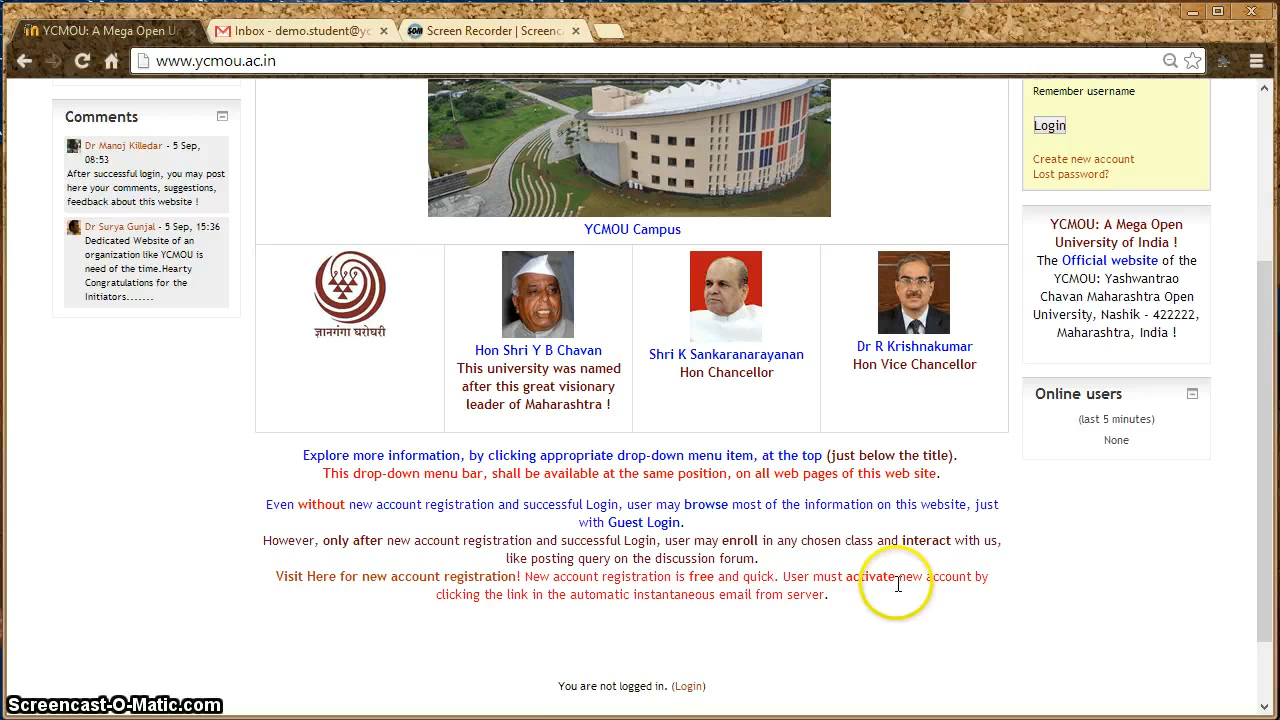 YCMOU: A Mega Open Un
Inbox - demo.student@yc
SOM Screen Recorder | Screenc
www.ycmou.ac.in
Comments
Dr Manoj Killedar - 5 Sep,
08:53
After successful login, you may post
here your comments, suggestions,
feedback about this website !
Dr Surya Gunjal - 5 Sep, 15:36
Dedicated Website of an
organization like YCMOU is
need of the time.Hearty
Congratulations for the
Initiators.......
YCMOU Campus
ज्ञानगंगा घरोघरी
Hon Shri Y B Chavan
This university was named
after this great visionary
leader of Maharashtra !
Shri K Sankaranarayanan
Hon Chancellor
Dr R Krishnakumar
Hon Vice Chancellor
Explore more information, by clicking appropriate drop-down menu item, at the top (just below the title).
This drop-down menu bar, shall be available at the same position, on all web pages of this web site.
Even without new account registration and successful Login, user may browse most of the information on this website, just
with Guest Login.
However, only after new account registration and successful Login, user may enroll in any chosen class and interact with us,
like posting query on the discussion forum.
Visit Here for new account registration! New account registration is free and quick. User must activate new account by
clicking the link in the automatic instantaneous email from server.
You are not logged in. (Login)
Remember username
Login
Create new account
Lost password?
YCMOU: A Mega Open
University of India !
The Official website of the
YCMOU: Yashwantrao
Chavan Maharashtra Open
University, Nashik - 422222,
Maharashtra, India !
Online users
(last 5 minutes)
None
Screencast-O-Matic.com